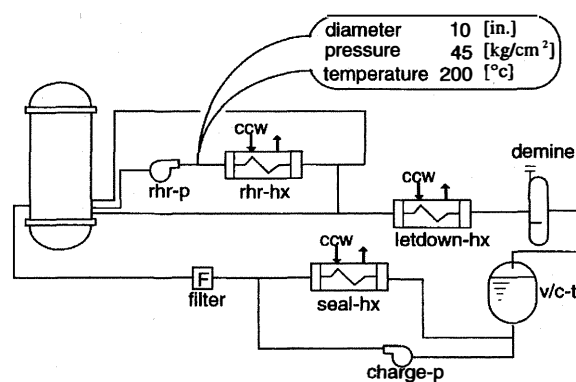 diameter 10 [in.]
pressure 45 [kg/cm²]
temperature 200 [°c]
ccw
demine
rhr-p
rhr-hx
ccw
letdown-hx
ccw
F
filter
seal-hx
v/c-t
charge-p